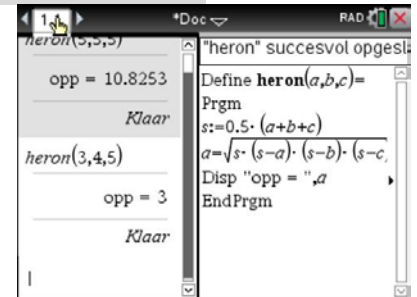 1.1 *Doc RAD
heron(5,5,5)
opp = 10.8253
Klaar
heron(3,4,5)
opp = 3
Klaar
"heron" succesvol opgesl
Define heron(a,b,c)=
Prgm
s:=0.5·(a+b+c)
a=√s·(s−a)·(s−b)·(s−c
Disp "opp = ",a
EndPrgm